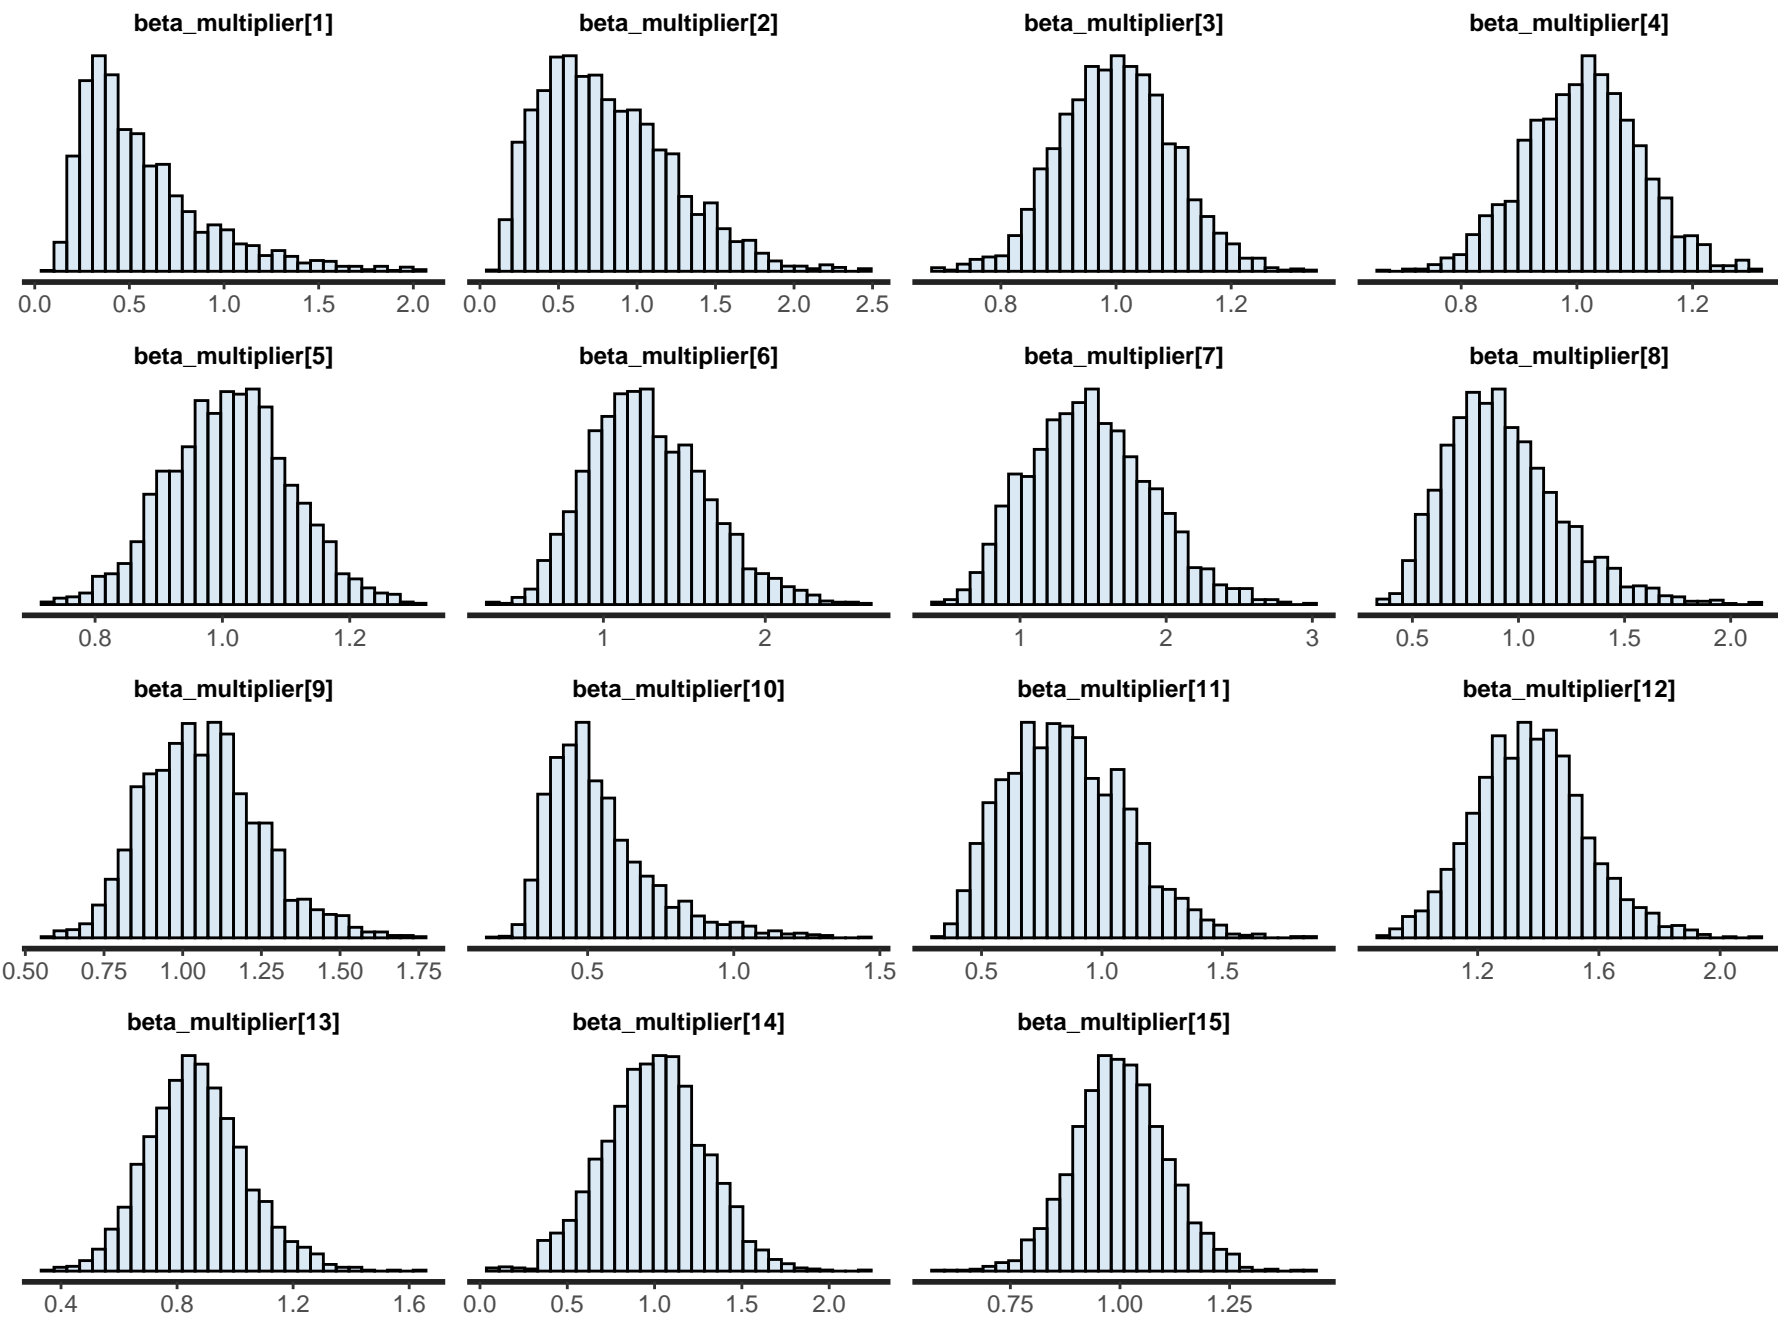 beta_multiplier[1] beta_multiplier[2] beta_multiplier[3] beta_multiplier[4]
0.0 0.5 1.0 1.5 2.0 0.0 0.5 1.0 1.5 2.0 2.5 0.8 1.0 1.2 0.8 1.0 1.2
beta_multiplier[5] beta_multiplier[6] beta_multiplier[7] beta_multiplier[8]
0.8 1.0 1.2 1 2 1 2 3 0.5 1.0 1.5 2.0
beta_multiplier[9] beta_multiplier[10] beta_multiplier[11] beta_multiplier[12]
0.50 0.75 1.00 1.25 1.50 1.75 0.5 1.0 1.5 0.5 1.0 1.5 1.2 1.6 2.0
beta_multiplier[13] beta_multiplier[14] beta_multiplier[15]
0.4 0.8 1.2 1.6 0.0 0.5 1.0 1.5 2.0 0.75 1.00 1.25